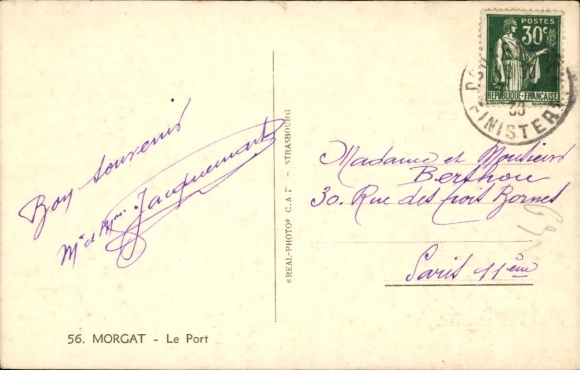 Bon souvenir
Mr et Mme Jacquemart
56. MORGAT - Le Port
«REAL-PHOTO» C.A.P. - STRASBOURG
POSTES
30c
REPUBLIQUE FRANÇAISE
FINISTERE
Madame et Monsieur
Berthou
30. Rue des trois Bornes
Paris 11ème